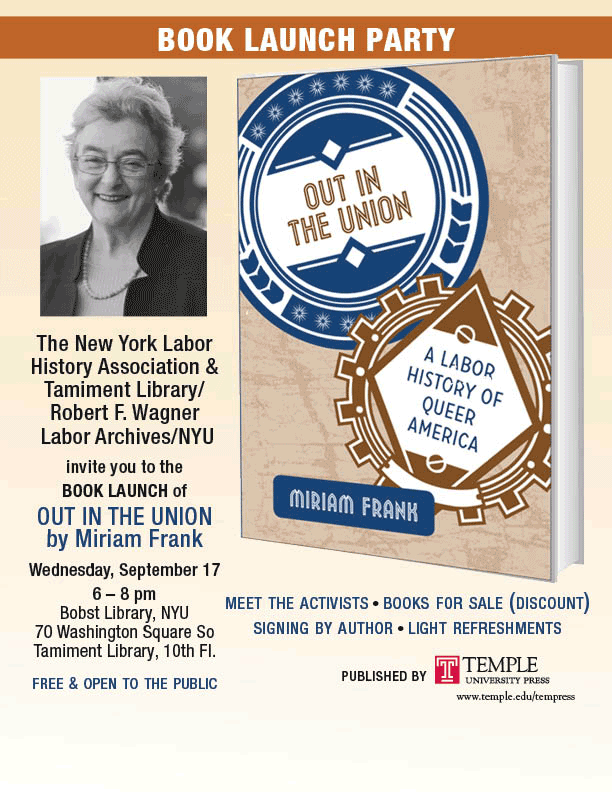 BOOK LAUNCH PARTY
OUT IN
THE UNION
A LABOR
HISTORY OF
QUEER
AMERICA
MIRIAM FRANK
The New York Labor
History Association &
Tamiment Library/
Robert F. Wagner
Labor Archives/NYU
invite you to the
BOOK LAUNCH of
OUT IN THE UNION
by Miriam Frank
Wednesday, September 17
6 – 8 pm
Bobst Library, NYU
70 Washington Square So
Tamiment Library, 10th Fl.
FREE & OPEN TO THE PUBLIC
MEET THE ACTIVISTS • BOOKS FOR SALE (DISCOUNT)
SIGNING BY AUTHOR • LIGHT REFRESHMENTS
PUBLISHED BY T TEMPLE
UNIVERSITY PRESS
www.temple.edu/tempress